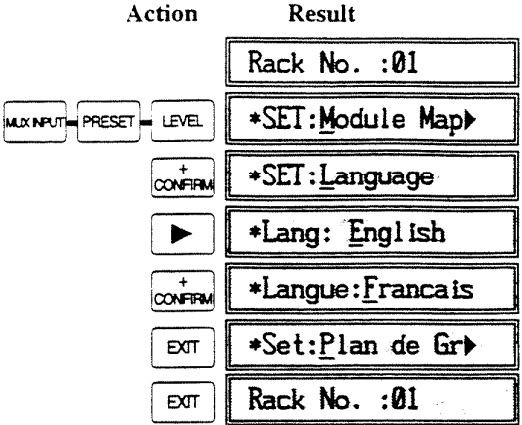 Action Result
Rack No. :01
MUX INPUT PRESET LEVEL *SET:Module Map▶
+ CONFIRM *SET:Language
▶ *Lang: English
+ CONFIRM *Langue:Francais
EXIT *Set:Plan de Gr▶
EXIT Rack No. :01